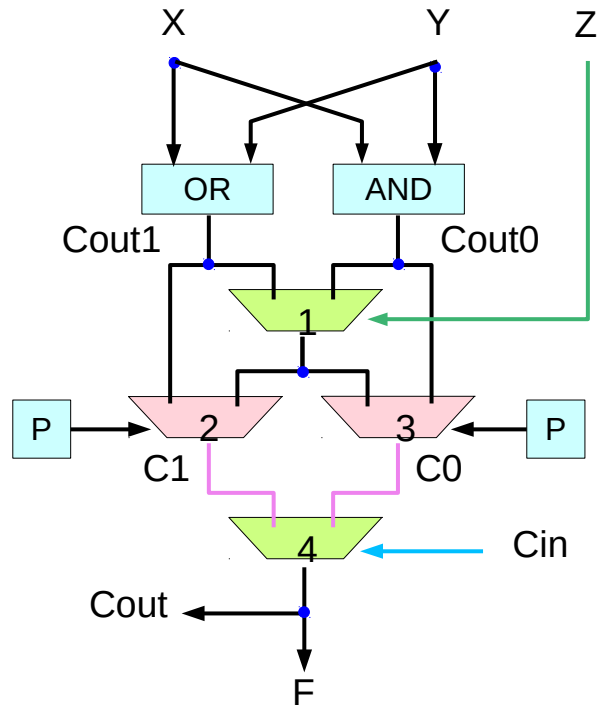 X Y Z
OR AND
Cout1 Cout0
1
P 2 3 P
C1 C0
4 Cin
Cout
F